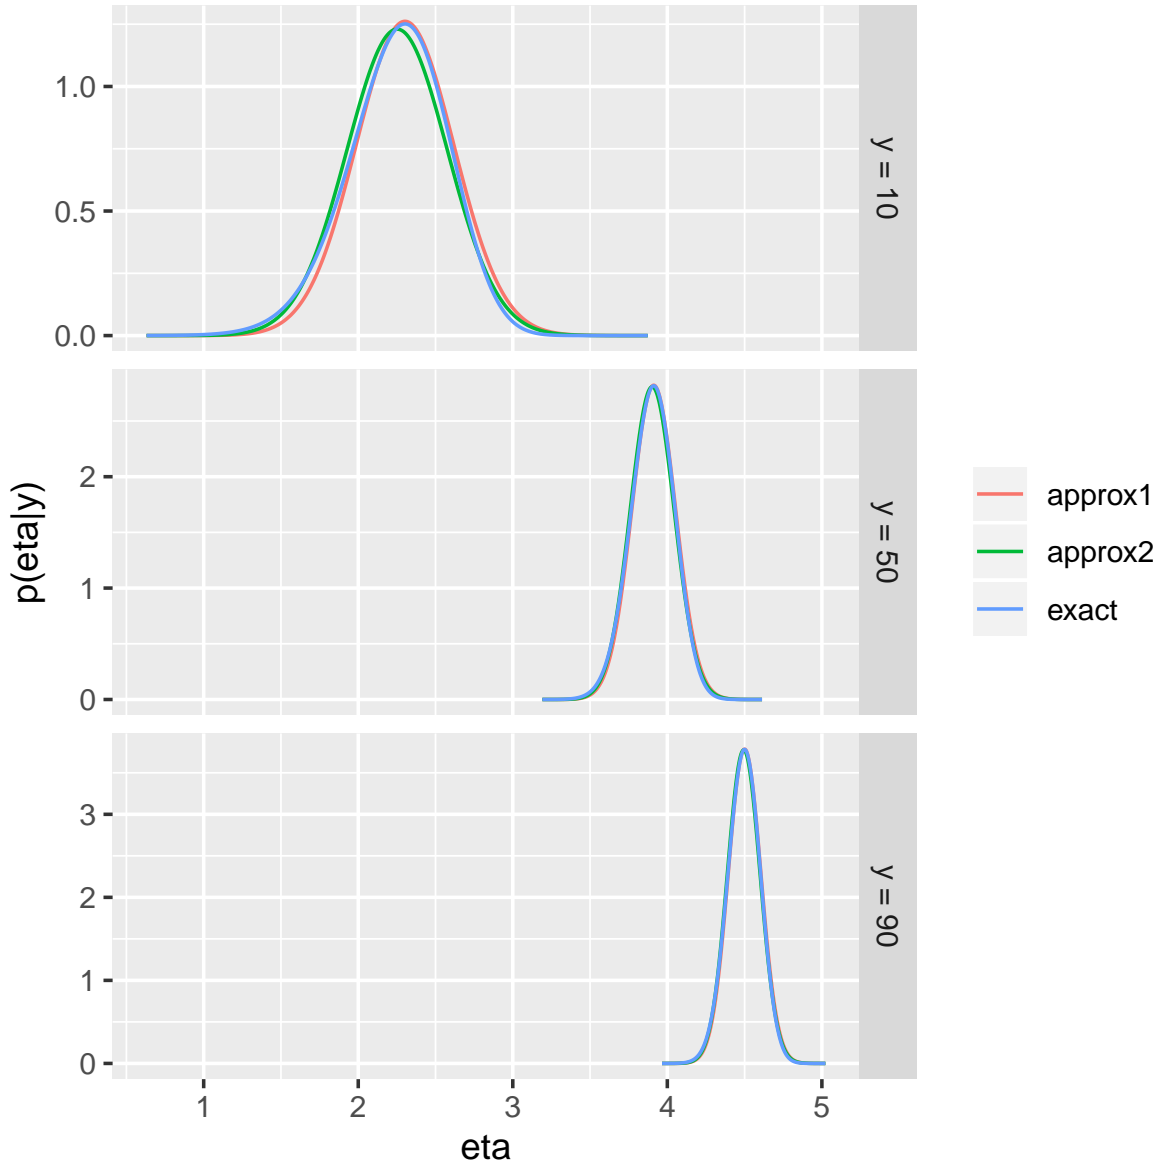 p(eta|y)
1.0
0.5
0.0
y = 10
2
1
0
y = 50
3
2
1
0
y = 90
1 2 3 4 5
eta
approx1
approx2
exact